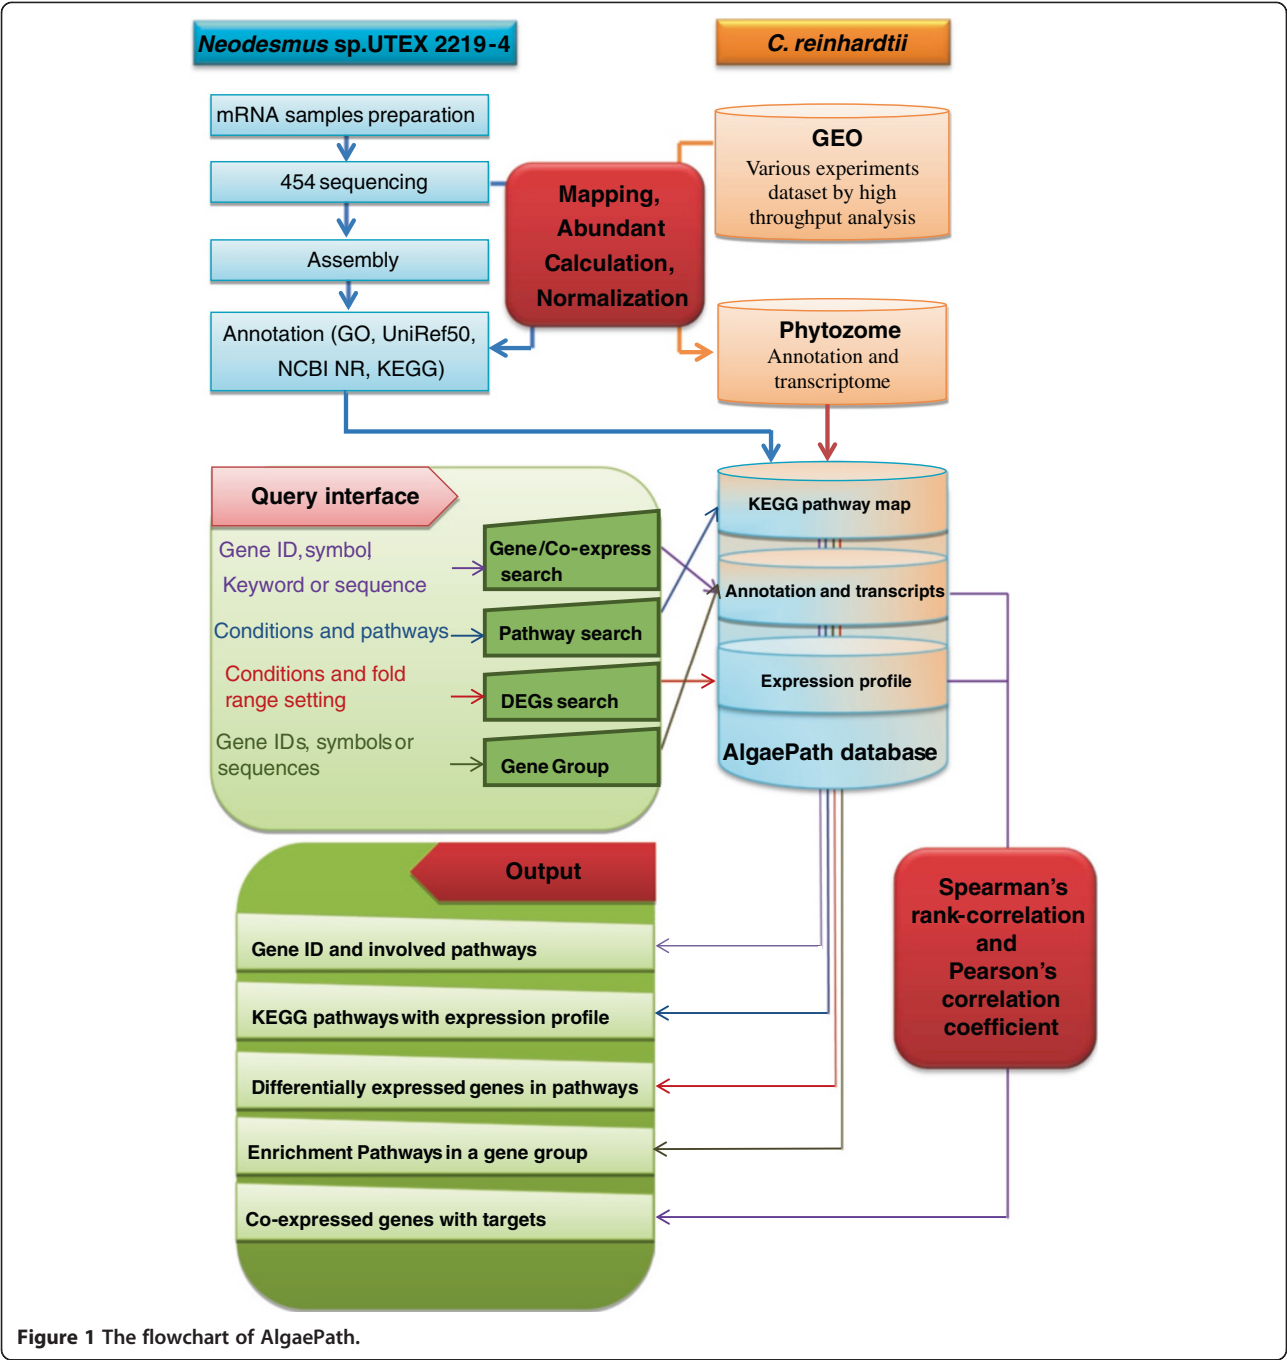 Neodesmus sp.UTEX 2219-4
C. reinhardtii
mRNA samples preparation
454 sequencing
Assembly
Annotation (GO, UniRef50,
NCBI NR, KEGG)
Mapping,
Abundant
Calculation,
Normalization
GEO
Various experiments
dataset by high
throughput analysis
Phytozome
Annotation and
transcriptome
Query interface
Gene ID, symbol,
Keyword or sequence
Gene/Co-express
search
Conditions and pathways
Pathway search
Conditions and fold
range setting
DEGs search
Gene IDs, symbols or
sequences
Gene Group
KEGG pathway map
Annotation and transcripts
Expression profile
AlgaePath database
Output
Gene ID and involved pathways
KEGG pathways with expression profile
Differentially expressed genes in pathways
Enrichment Pathways in a gene group
Co-expressed genes with targets
Spearman's
rank-correlation
and
Pearson's
correlation
coefficient
Figure 1 The flowchart of AlgaePath.